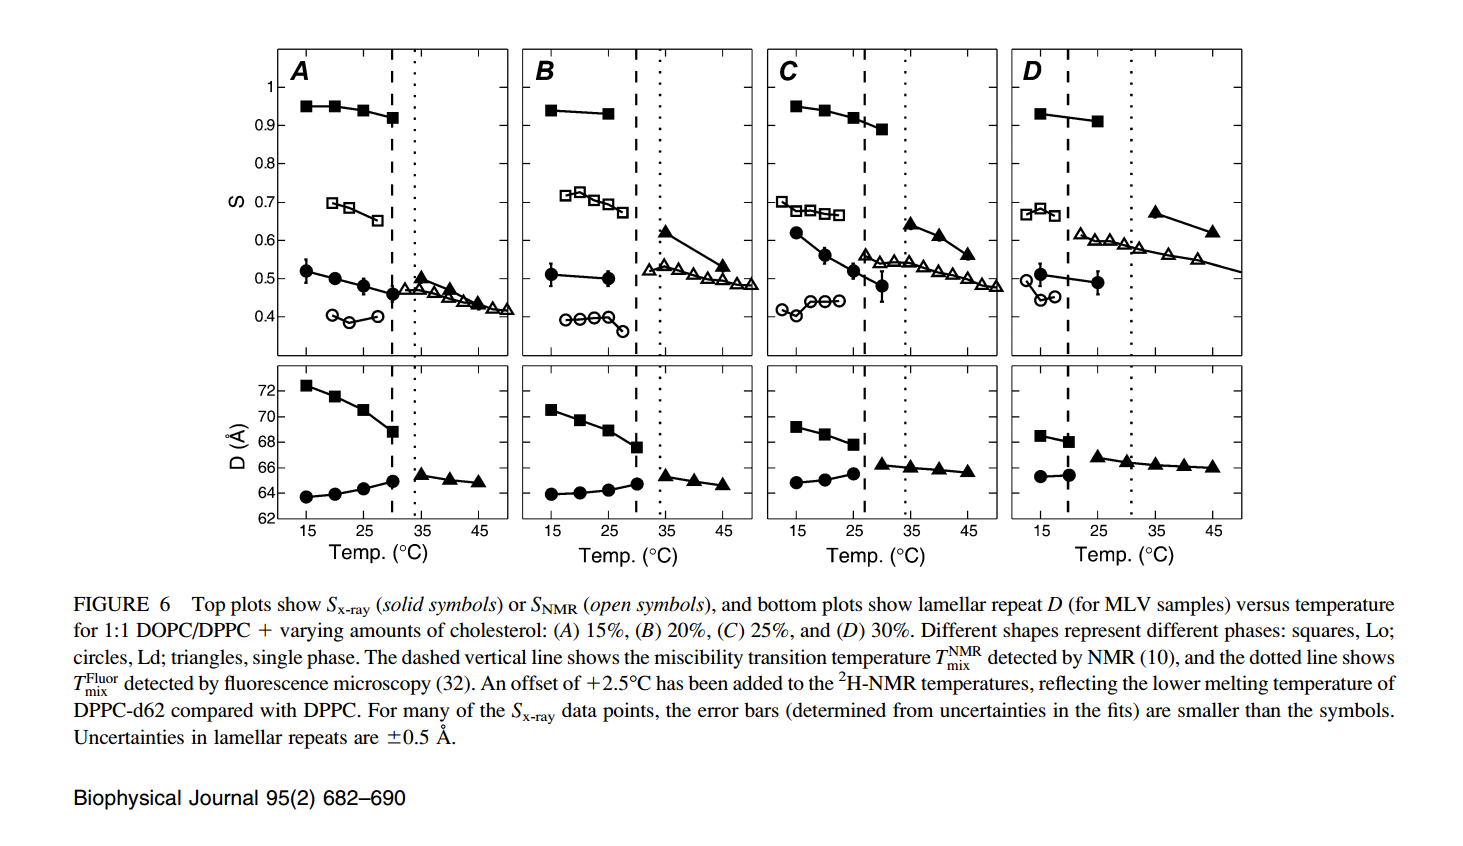 A B C D
1
0.9
0.8
0.7
0.6
0.5
0.4
S
72
70
68
66
64
62
D (Å)
15 25 35 45 15 25 35 45 15 25 35 45 15 25 35 45
Temp. (°C) Temp. (°C) Temp. (°C) Temp. (°C)
FIGURE 6 Top plots show Sx-ray (solid symbols) or SNMR (open symbols), and bottom plots show lamellar repeat D (for MLV samples) versus temperature
for 1:1 DOPC/DPPC + varying amounts of cholesterol: (A) 15%, (B) 20%, (C) 25%, and (D) 30%. Different shapes represent different phases: squares, Lo;
circles, Ld; triangles, single phase. The dashed vertical line shows the miscibility transition temperature TmixNMR detected by NMR (10), and the dotted line shows
TmixFluor detected by fluorescence microscopy (32). An offset of +2.5°C has been added to the 2H-NMR temperatures, reflecting the lower melting temperature of
DPPC-d62 compared with DPPC. For many of the Sx-ray data points, the error bars (determined from uncertainties in the fits) are smaller than the symbols.
Uncertainties in lamellar repeats are ±0.5 Å.
Biophysical Journal 95(2) 682–690